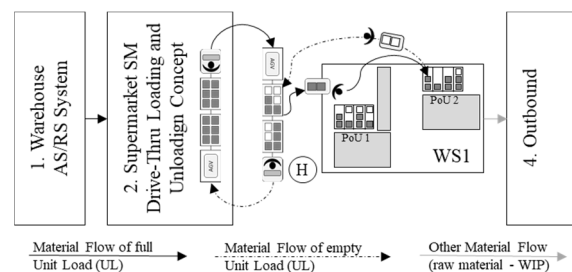 1. Warehouse
AS/RS System
2. Supermarket SM
Drive-Thru Loading and
Unloadign Concept
AGV
AGV
H
PoU 1
PoU 2
WS1
4. Outbound
Material Flow of full
Unit Load (UL)
Material Flow of empty
Unit Load (UL)
Other Material Flow
(raw material - WIP)